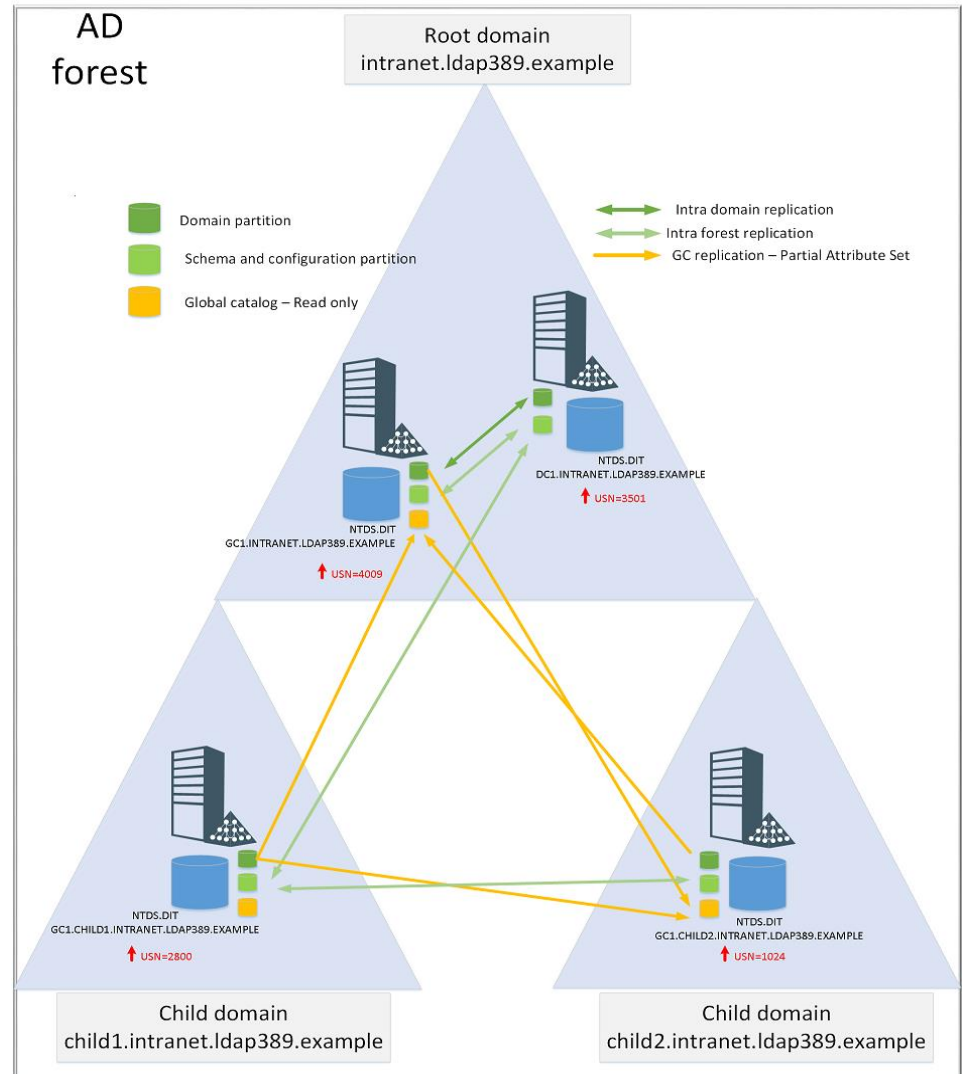 AD
forest
Root domain
intranet.ldap389.example
Domain partition
Schema and configuration partition
Global catalog – Read only
Intra domain replication
Intra forest replication
GC replication – Partial Attribute Set
NTDS.DIT
DC1.INTRANET.LDAP389.EXAMPLE
USN=3501
NTDS.DIT
GC1.INTRANET.LDAP389.EXAMPLE
USN=4009
NTDS.DIT
GC1.CHILD1.INTRANET.LDAP389.EXAMPLE
USN=2800
NTDS.DIT
GC1.CHILD2.INTRANET.LDAP389.EXAMPLE
USN=1024
Child domain
child1.intranet.ldap389.example
Child domain
child2.intranet.ldap389.example